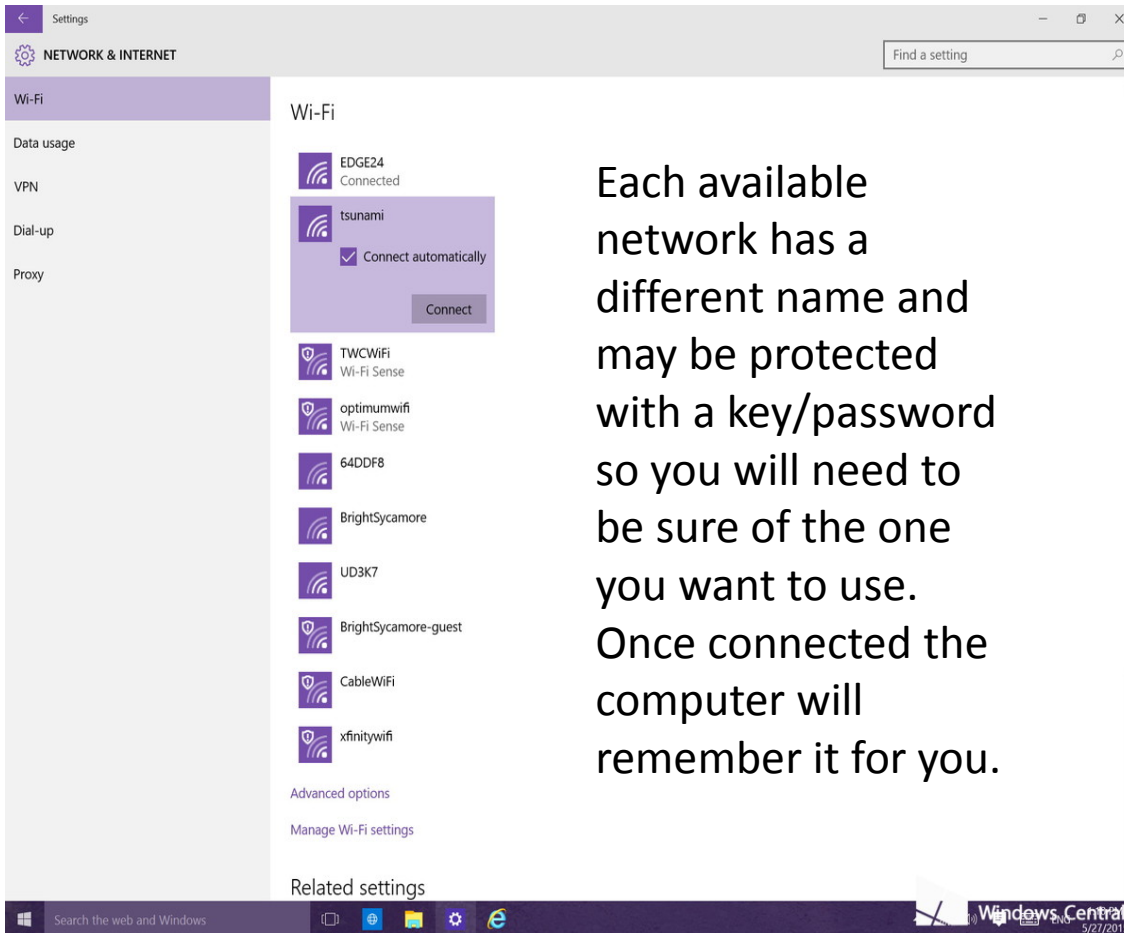 Settings
NETWORK & INTERNET
Find a setting
Wi-Fi
Data usage
VPN
Dial-up
Proxy
Wi-Fi
EDGE24
Connected
tsunami
Connect automatically
Connect
TWCWiFi
Wi-Fi Sense
optimumwifi
Wi-Fi Sense
64DDF8
BrightSycamore
UD3K7
BrightSycamore-guest
CableWiFi
xfinitywifi
Advanced options
Manage Wi-Fi settings
Related settings
Each available
network has a
different name and
may be protected
with a key/password
so you will need to
be sure of the one
you want to use.
Once connected the
computer will
remember it for you.
Search the web and Windows
Windows Central
ENG
5/27/201